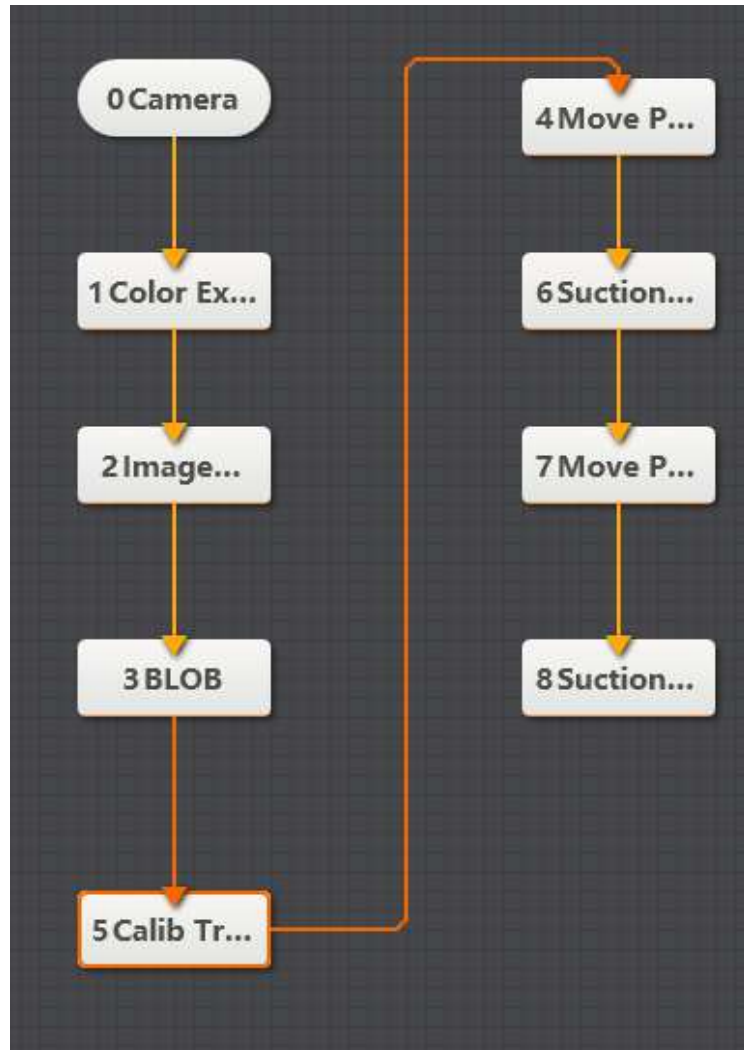 0 Camera
1 Color Ex...
2 Image...
3 BLOB
5 Calib Tr...
4 Move P...
6 Suction...
7 Move P...
8 Suction...